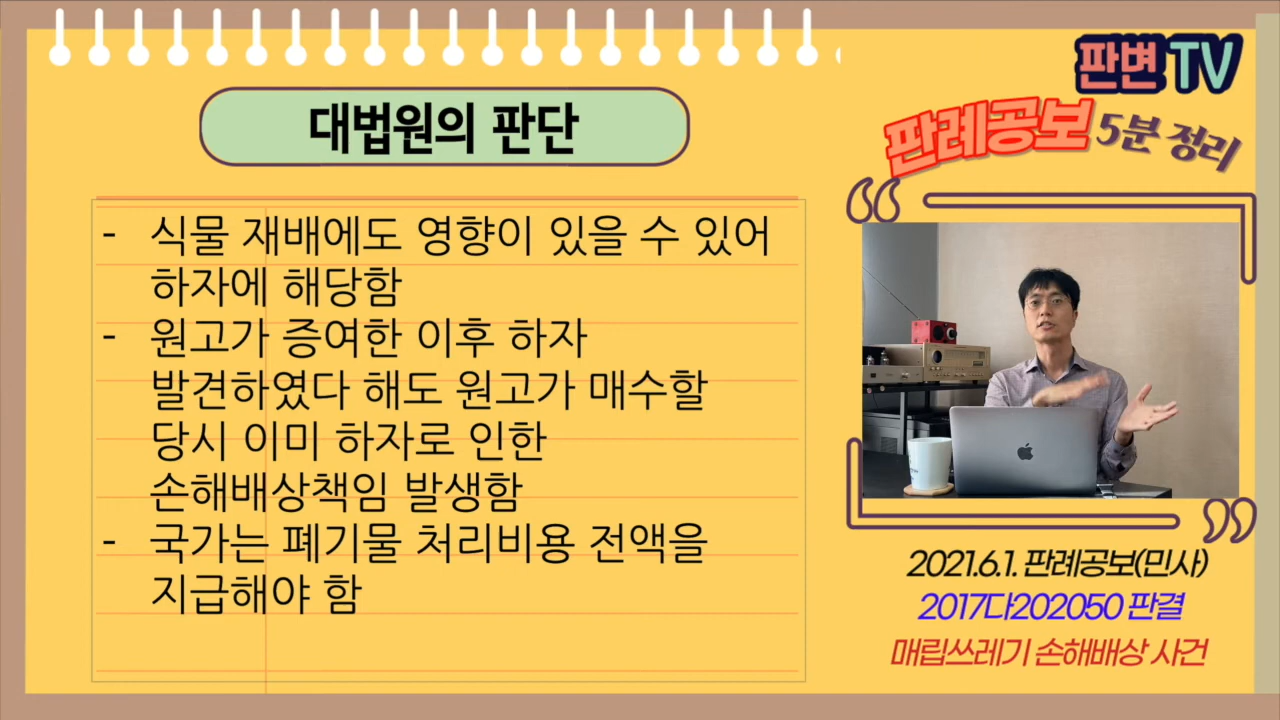 대법원의 판단
- 식물 재배에도 영향이 있을 수 있어
하자에 해당함
- 원고가 증여한 이후 하자
발견하였다 해도 원고가 매수할
당시 이미 하자로 인한
손해배상책임 발생함
- 국가는 폐기물 처리비용 전액을
지급해야 함
판변 TV
판례공보 5분 정리
2021.6.1. 판례공보(민사)
2017다202050 판결
매립쓰레기 손해배상 사건